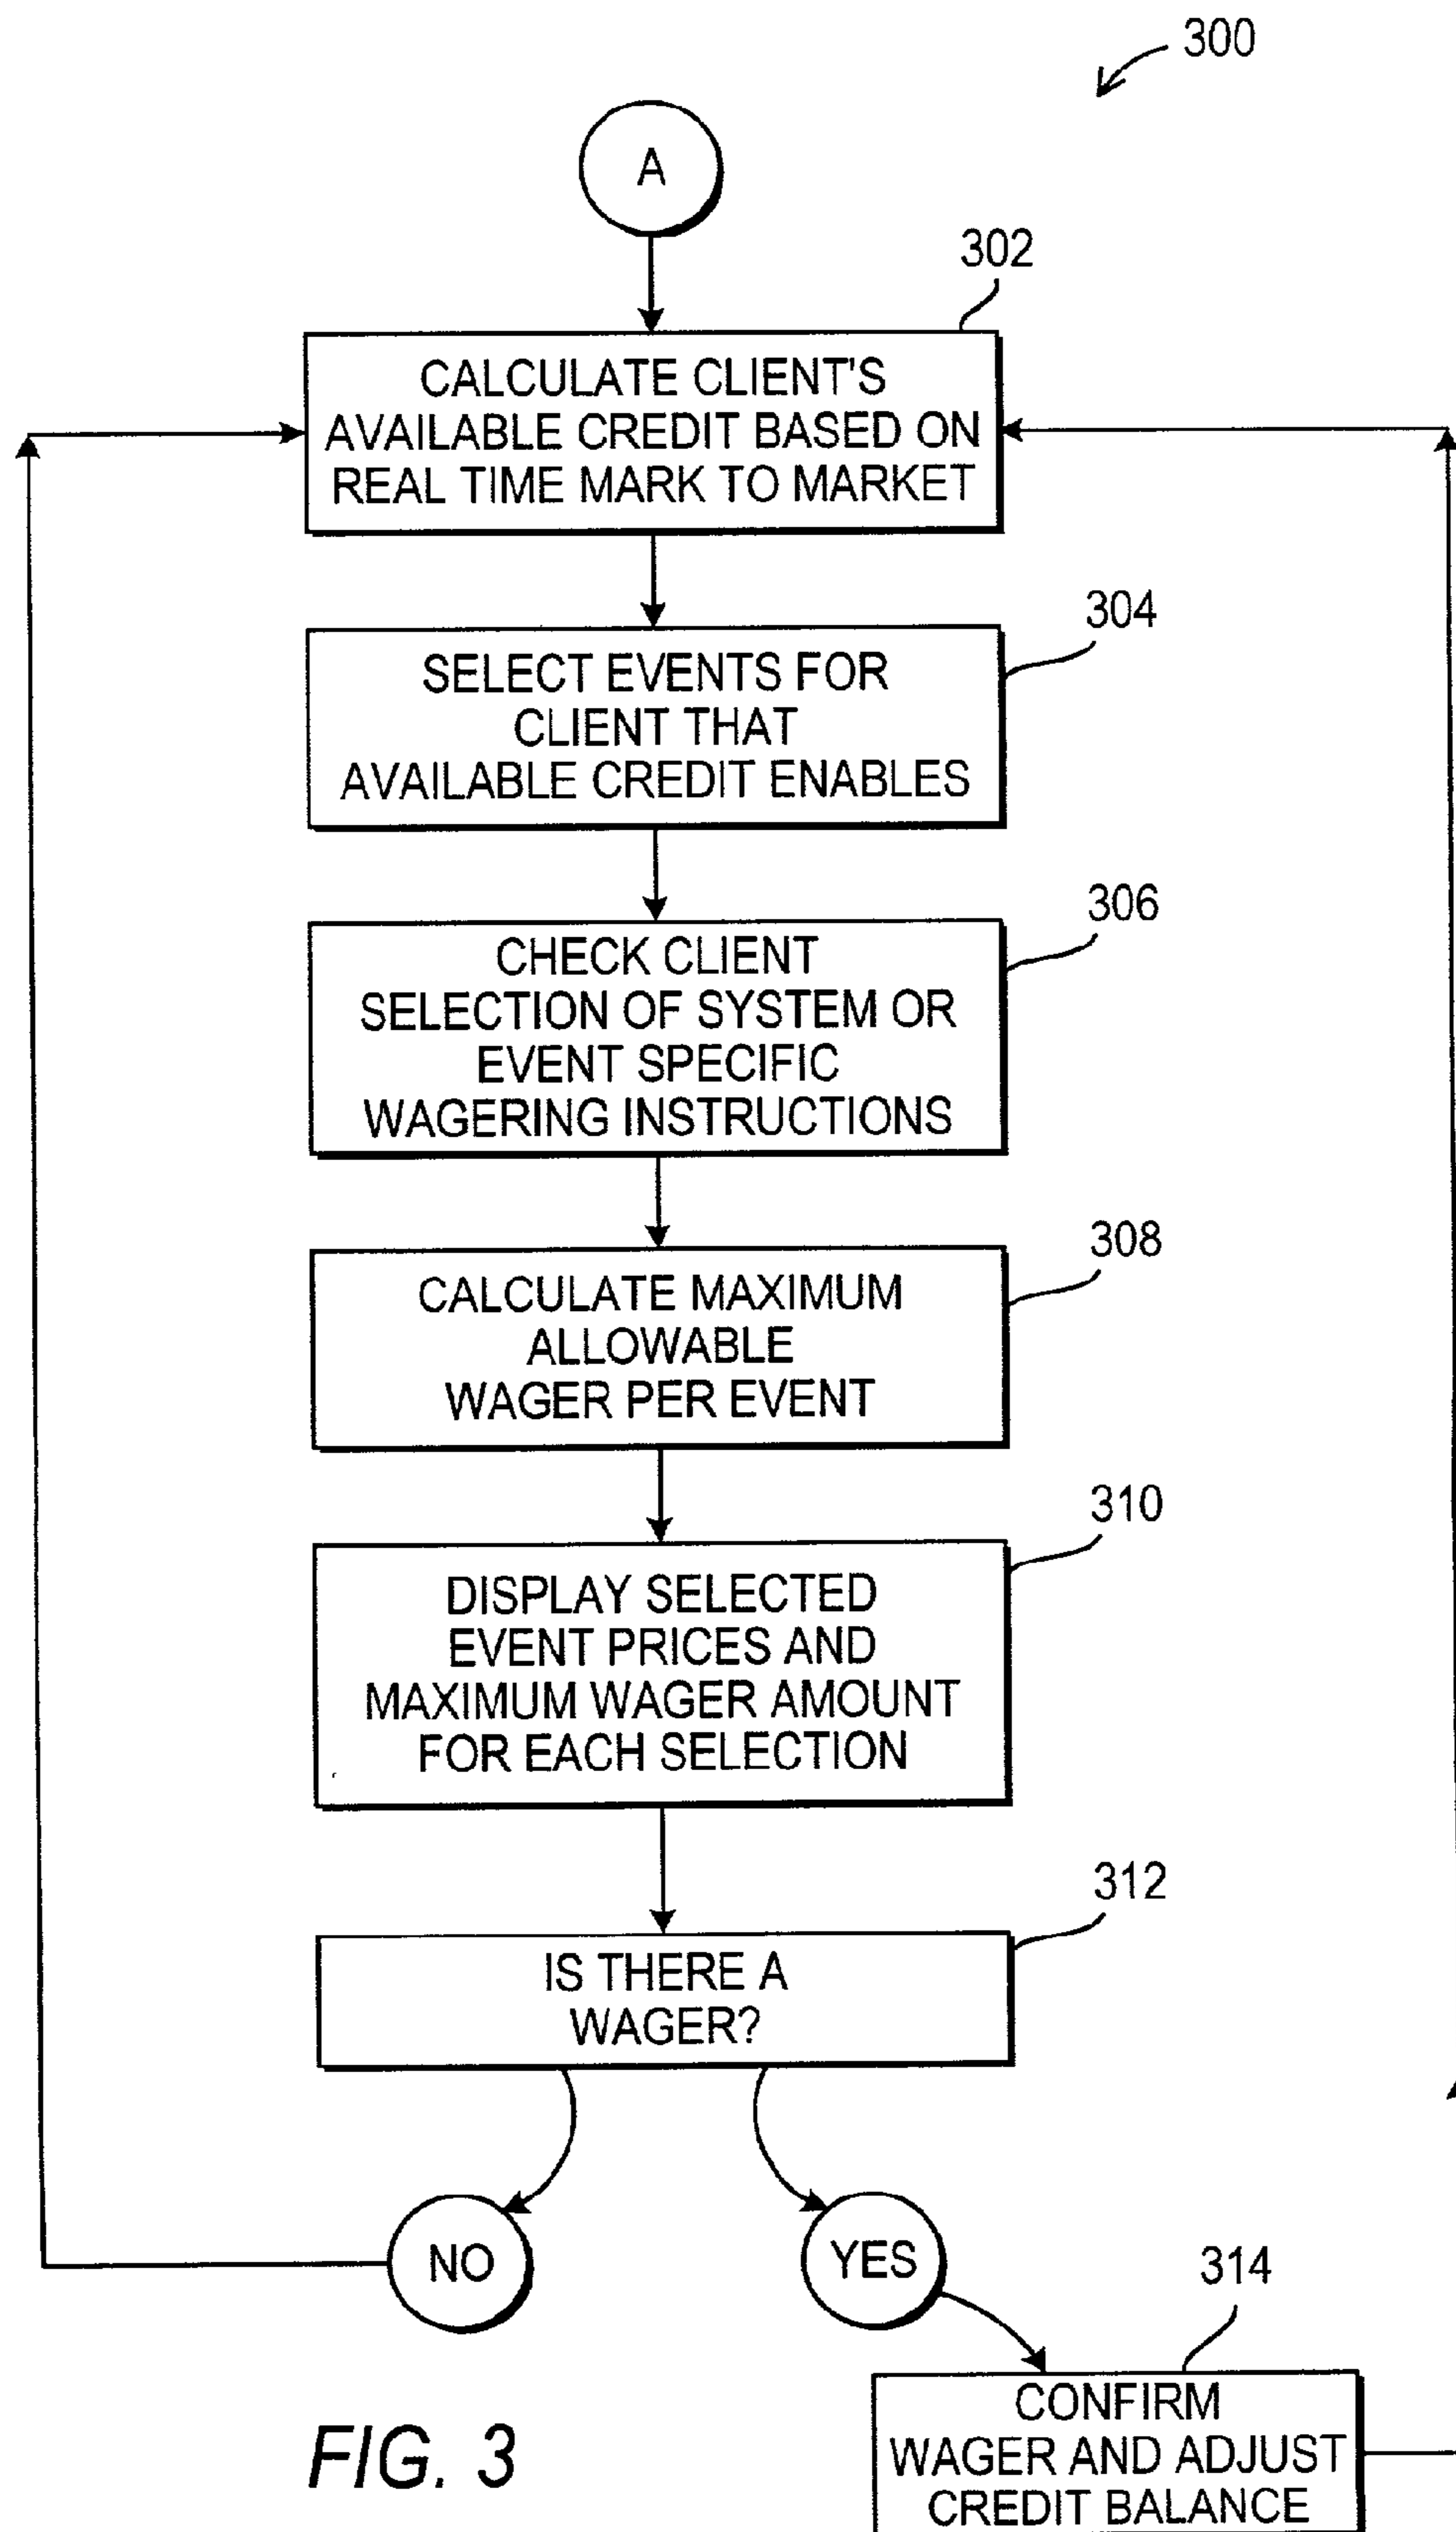 300
A
302
CALCULATE CLIENT'S
AVAILABLE CREDIT BASED ON
REAL TIME MARK TO MARKET
304
SELECT EVENTS FOR
CLIENT THAT
AVAILABLE CREDIT ENABLES
306
CHECK CLIENT
SELECTION OF SYSTEM OR
EVENT SPECIFIC
WAGERING INSTRUCTIONS
308
CALCULATE MAXIMUM
ALLOWABLE
WAGER PER EVENT
310
DISPLAY SELECTED
EVENT PRICES AND
MAXIMUM WAGER AMOUNT
FOR EACH SELECTION
312
IS THERE A
WAGER?
NO
YES
314
CONFIRM
WAGER AND ADJUST
CREDIT BALANCE
FIG. 3